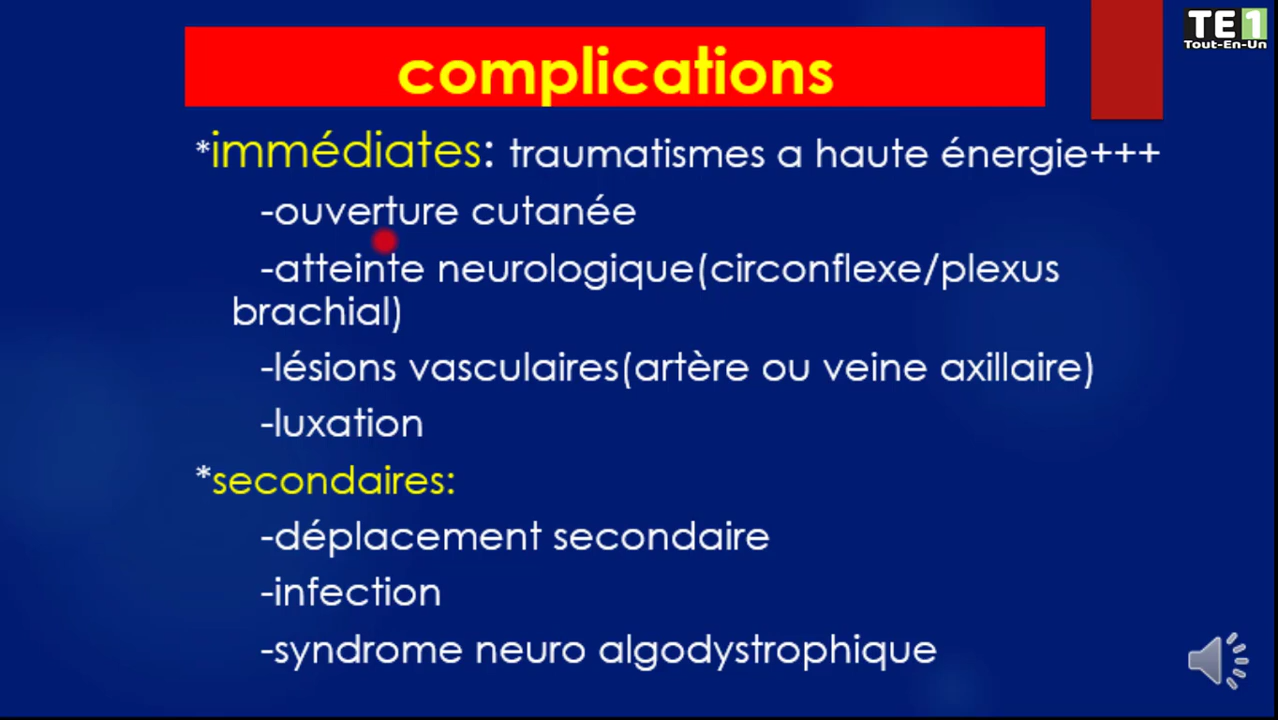 TE1
Tout-En-Un
complications
*immédiates: traumatismes a haute énergie+++
-ouverture cutanée
-atteinte neurologique(circonflexe/plexus
brachial)
-lésions vasculaires(artère ou veine axillaire)
-luxation
*secondaires:
-déplacement secondaire
-infection
-syndrome neuro algodystrophique